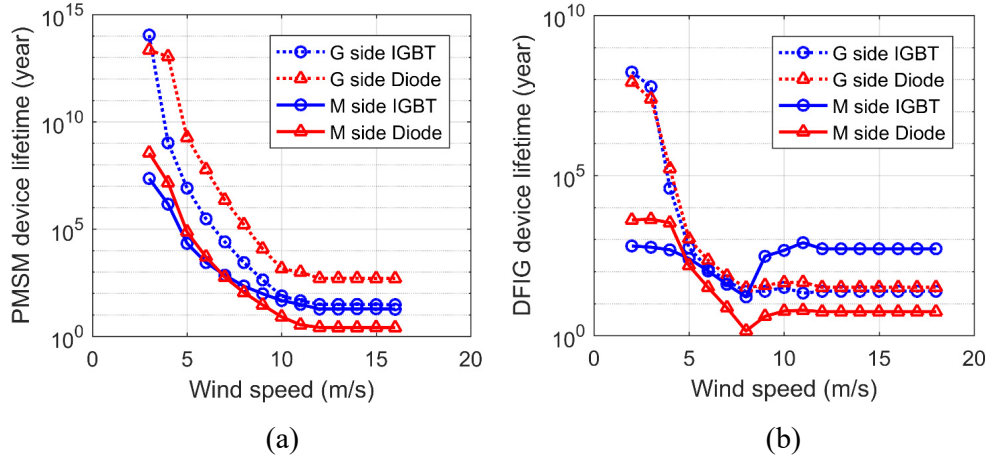 PMSM device lifetime (year)
10^15
10^10
10^5
10^0
G side IGBT
G side Diode
M side IGBT
M side Diode
0 5 10 15 20
Wind speed (m/s)
(a)
DFIG device lifetime (year)
10^10
10^5
10^0
G side IGBT
G side Diode
M side IGBT
M side Diode
0 5 10 15 20
Wind speed (m/s)
(b)